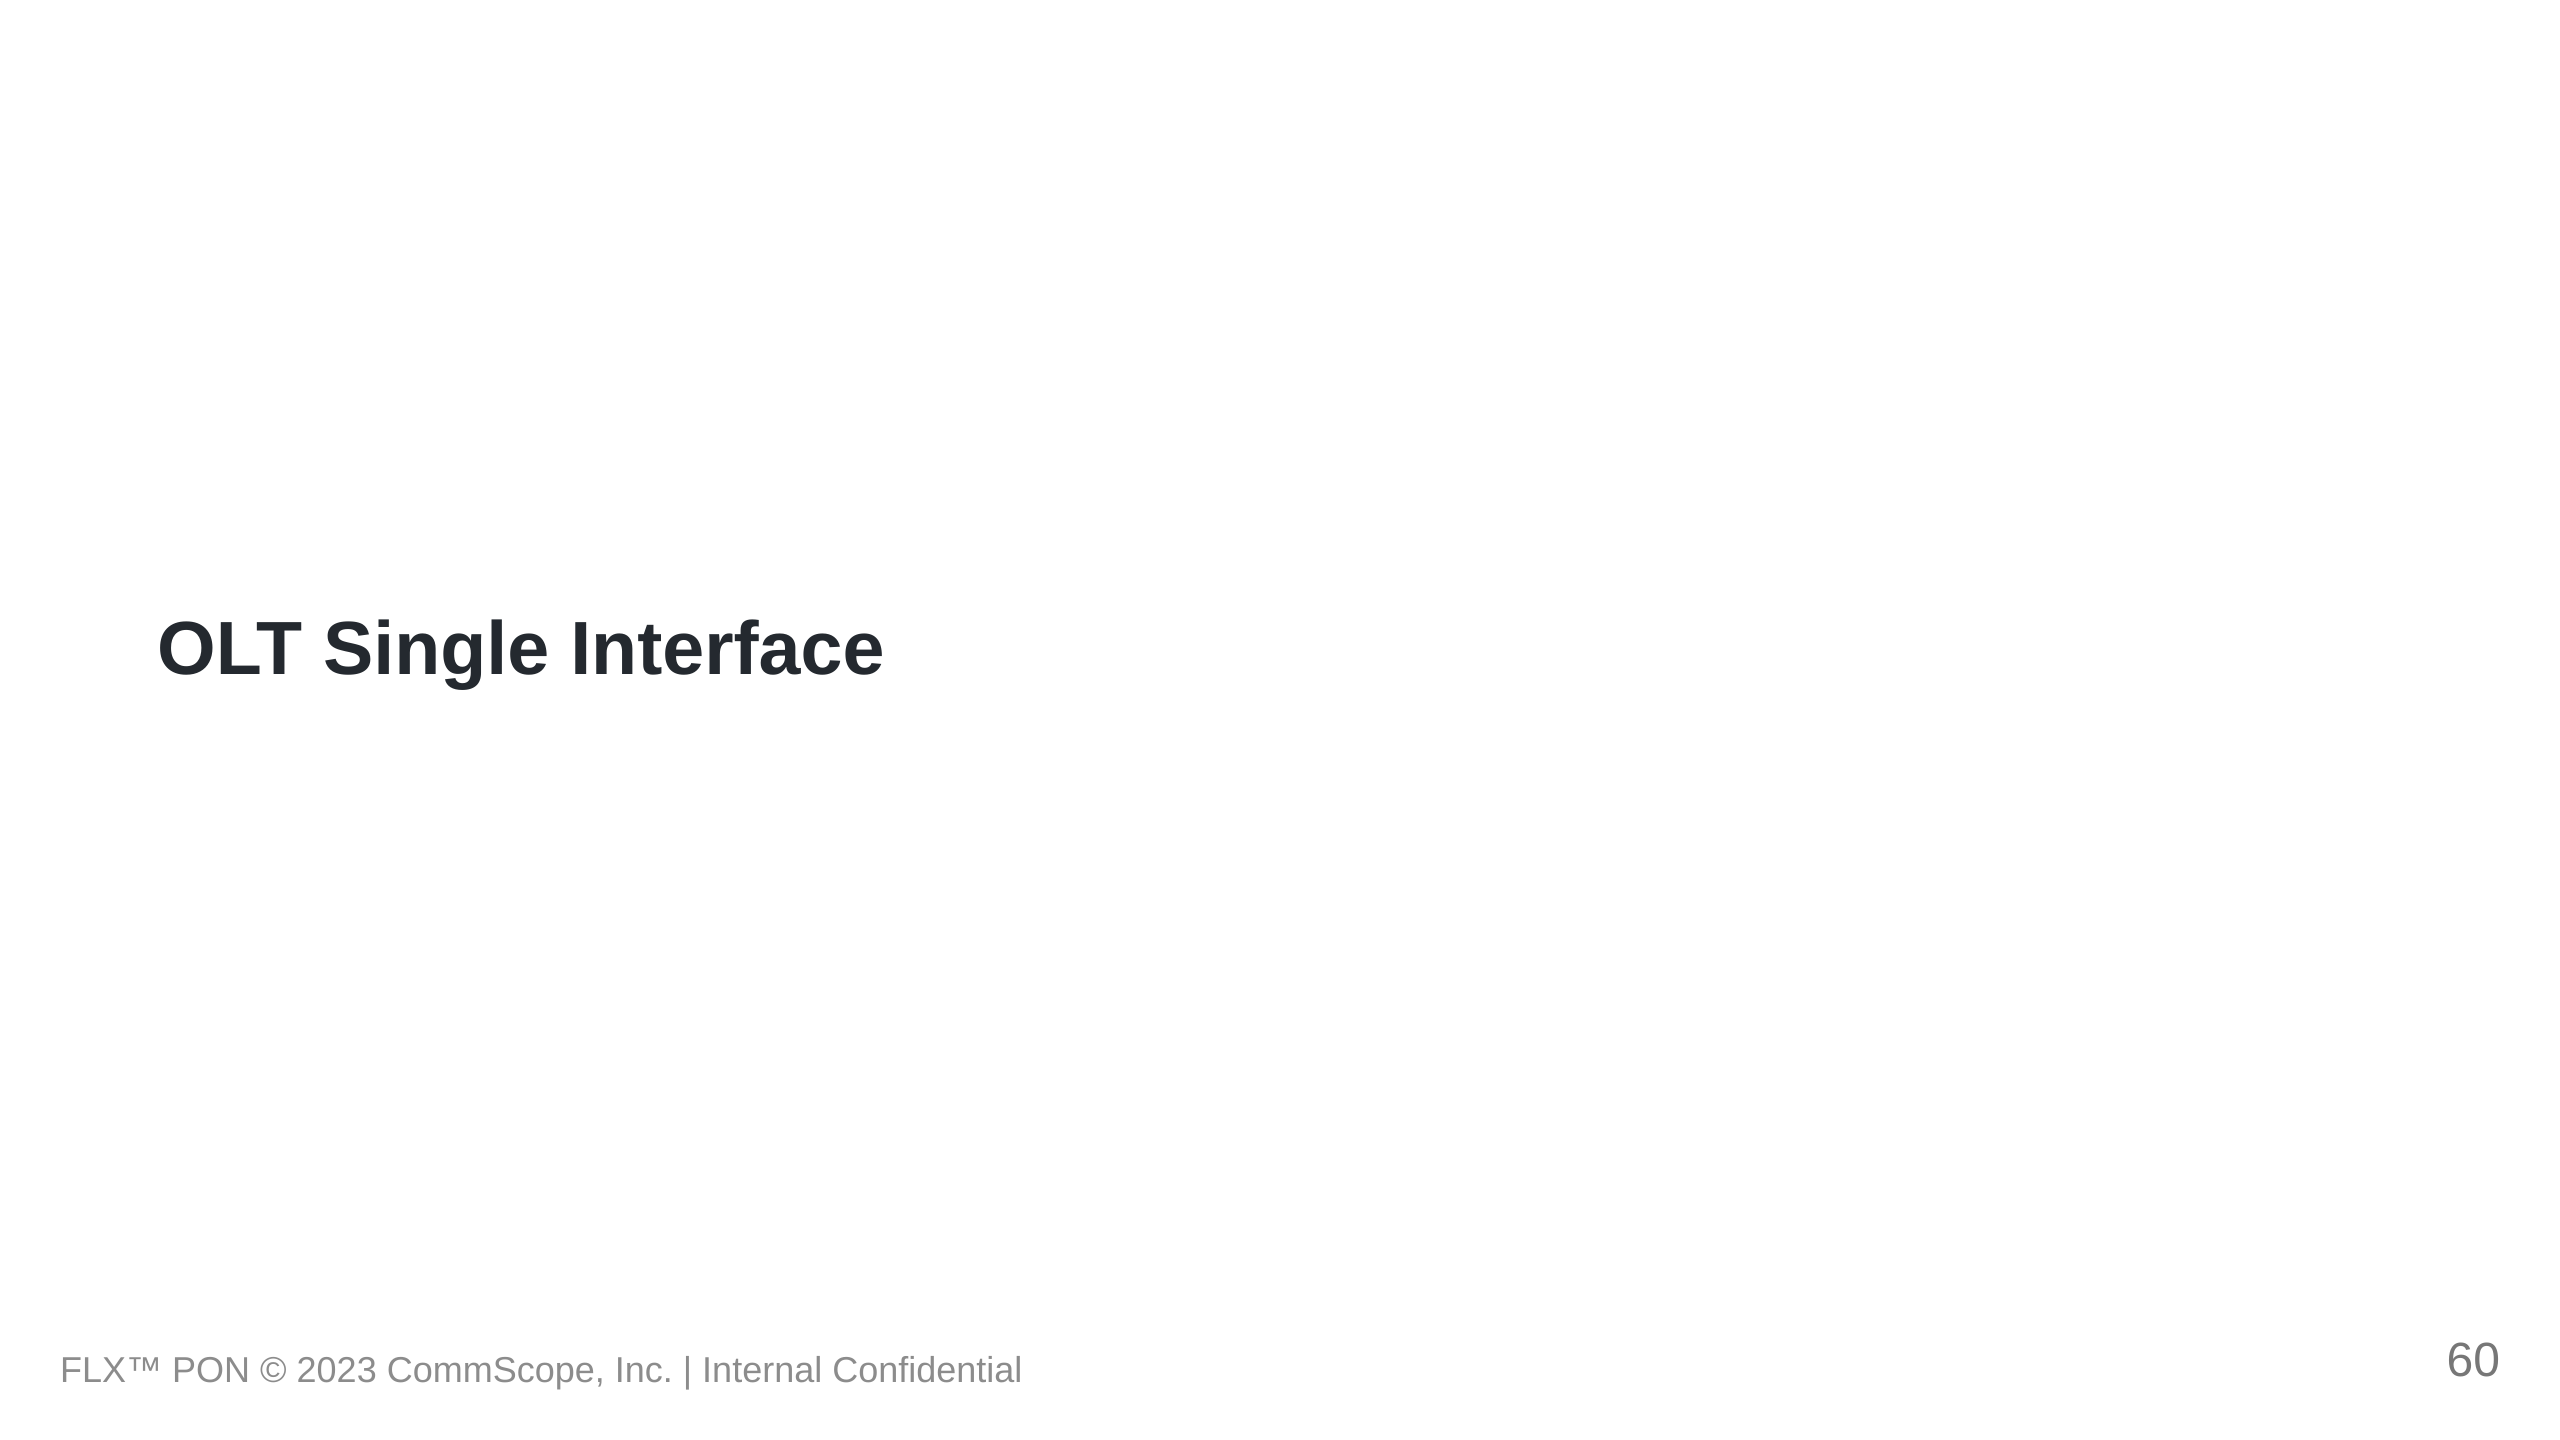 OLT Single Interface
FLX™ PON © 2023 CommScope, Inc. | Internal Confidential
60